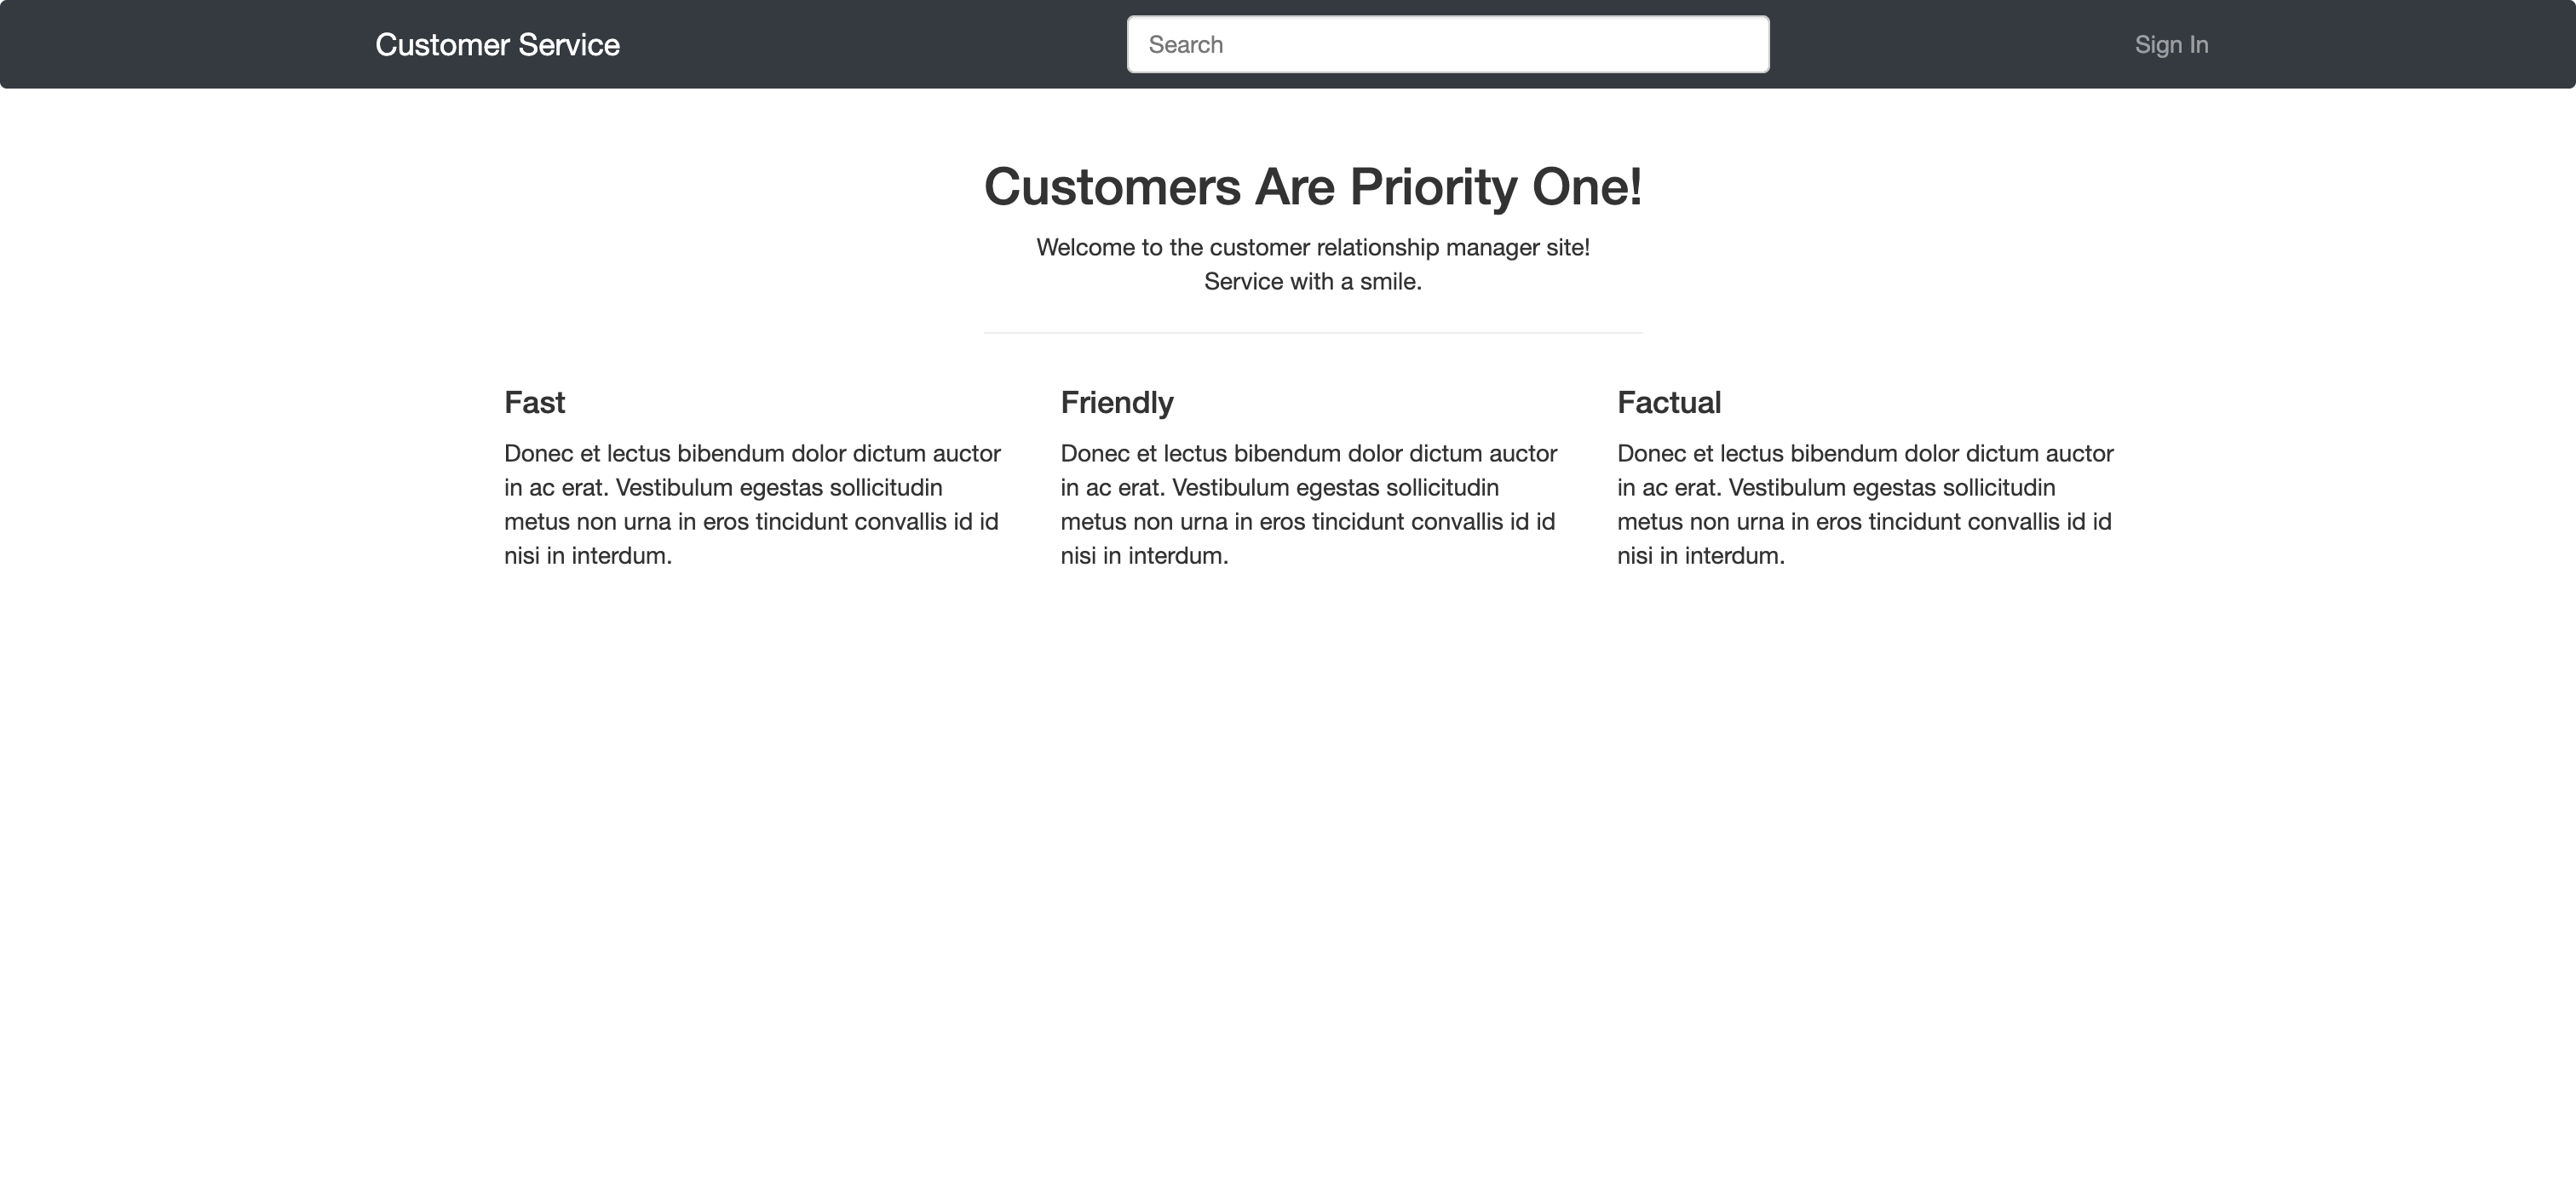 Customer Service
Search
Sign In
Customers Are Priority One!
Welcome to the customer relationship manager site!
Service with a smile.
Fast
Donec et lectus bibendum dolor dictum auctor
in ac erat. Vestibulum egestas sollicitudin
metus non urna in eros tincidunt convallis id id
nisi in interdum.
Friendly
Donec et lectus bibendum dolor dictum auctor
in ac erat. Vestibulum egestas sollicitudin
metus non urna in eros tincidunt convallis id id
nisi in interdum.
Factual
Donec et lectus bibendum dolor dictum auctor
in ac erat. Vestibulum egestas sollicitudin
metus non urna in eros tincidunt convallis id id
nisi in interdum.